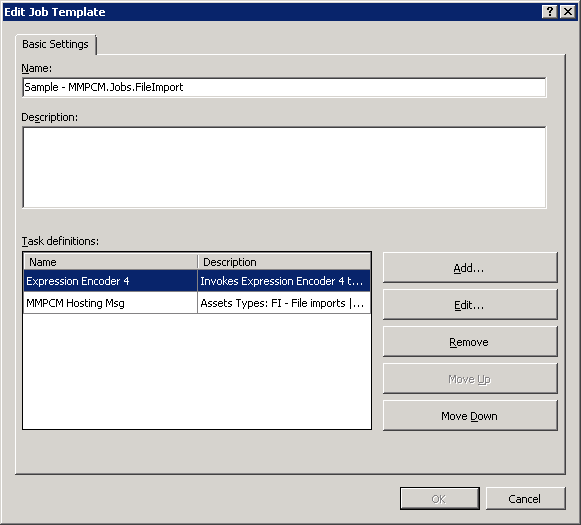 Edit Job Template
Basic Settings
Name:
Sample - MMPCM.Jobs.FileImport
Description:
Task definitions:
Name Description
Expression Encoder 4 Invokes Expression Encoder 4 t...
MMPCM Hosting Msg Assets Types: FI - File imports |...
Add...
Edit...
Remove
Move Up
Move Down
OK Cancel